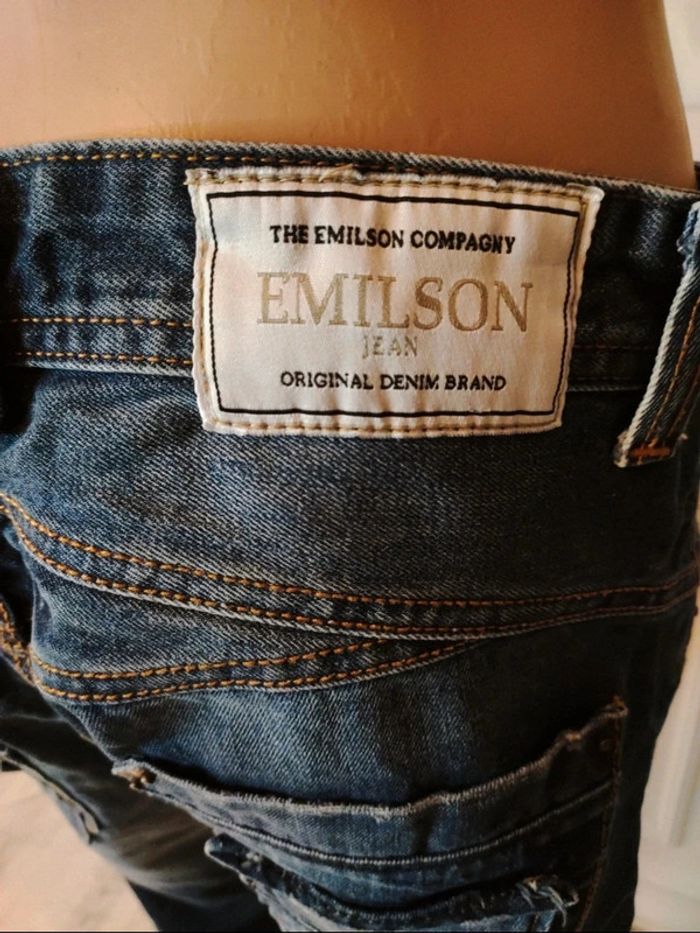 THE EMILSON COMPAGNY
EMILSON
JEAN
ORIGINAL DENIM BRAND